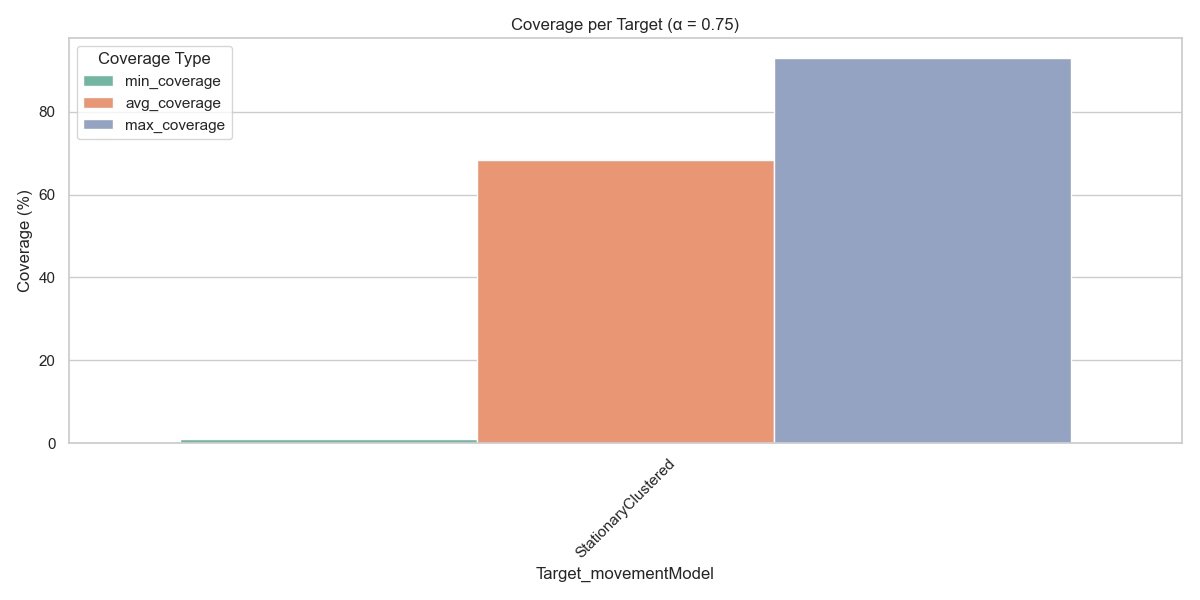 Coverage per Target (α = 0.75)
Coverage Type
min_coverage
avg_coverage
max_coverage
Coverage (%)
80
60
40
20
0
StationaryClustered
Target_movementModel